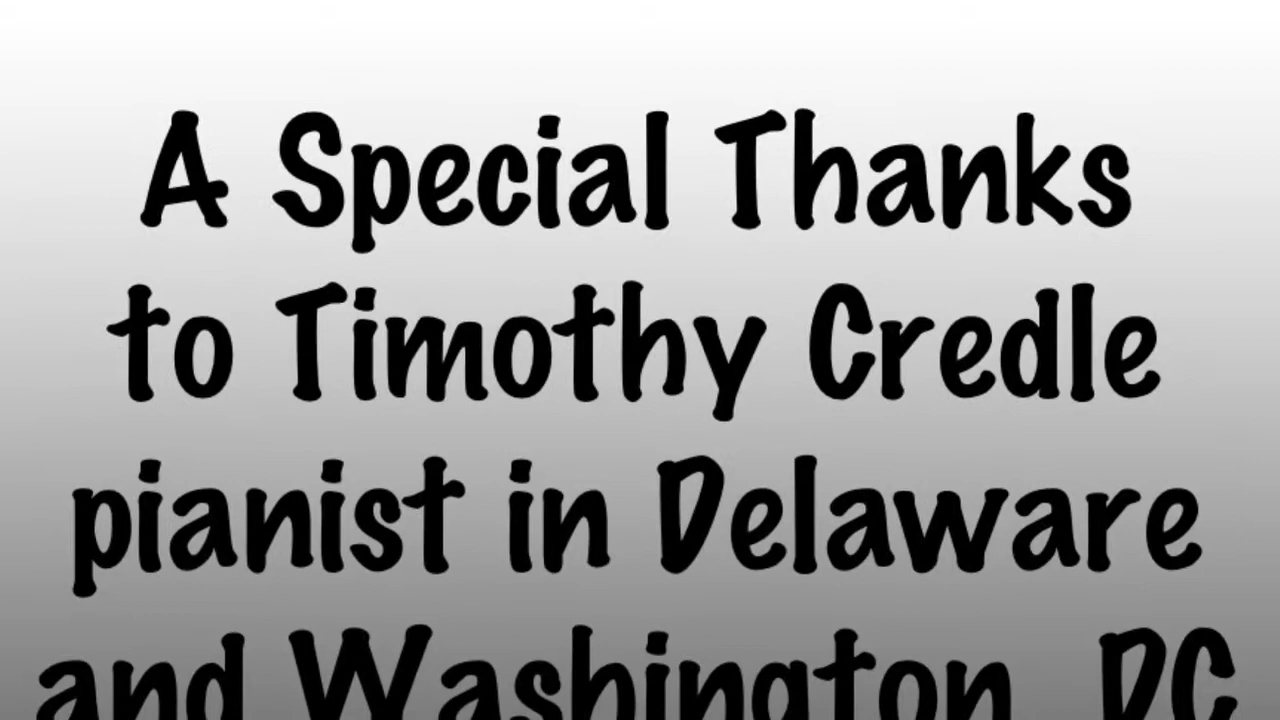 A Special Thanks
to Timothy Credle
pianist in Delaware
and Washington, DC